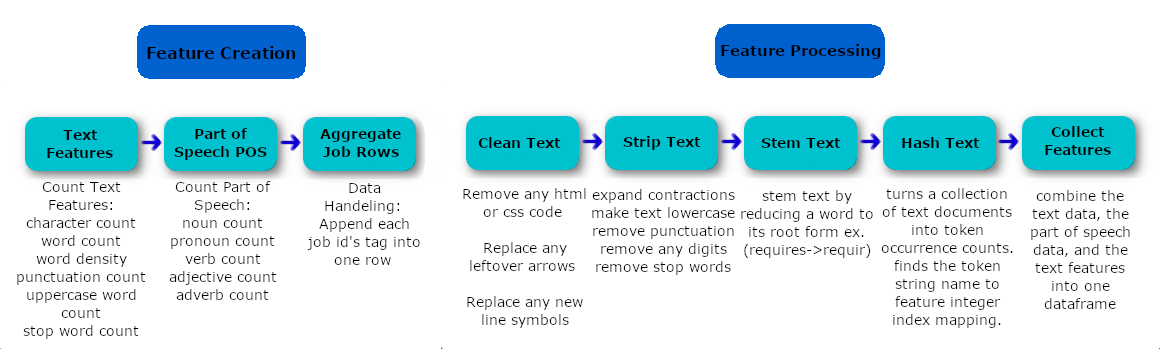 Feature Creation
Text
Features
Part of
Speech POS
Aggregate
Job Rows
Count Text
Features:
character count
word count
word density
punctuation count
uppercase word
count
stop word count
Count Part of
Speech:
noun count
pronoun count
verb count
adjective count
adverb count
Data
Handeling:
Append each
job id's tag into
one row
Feature Processing
Clean Text
Strip Text
Stem Text
Hash Text
Collect
Features
Remove any html
or css code
Replace any
leftover arrows
Replace any new
line symbols
expand contractions
make text lowercase
remove punctuation
remove any digits
remove stop words
stem text by
reducing a word to
its root form ex.
(requires->requir)
turns a collection
of text documents
into token
occurrence counts.
finds the token
string name to
feature integer
index mapping.
combine the
text data, the
part of speech
data, and the
text features
into one
dataframe